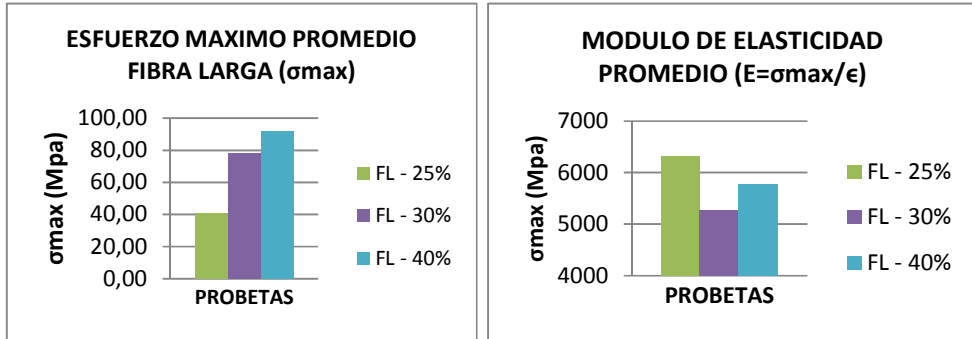 ESFUERZO MAXIMO PROMEDIO
FIBRA LARGA (σmax)
σmax (Mpa)
100,00
80,00
60,00
40,00
20,00
0,00
PROBETAS
FL - 25%
FL - 30%
FL - 40%
MODULO DE ELASTICIDAD
PROMEDIO (E=σmax/ϵ)
σmax (Mpa)
7000
6000
5000
4000
PROBETAS
FL - 25%
FL - 30%
FL - 40%